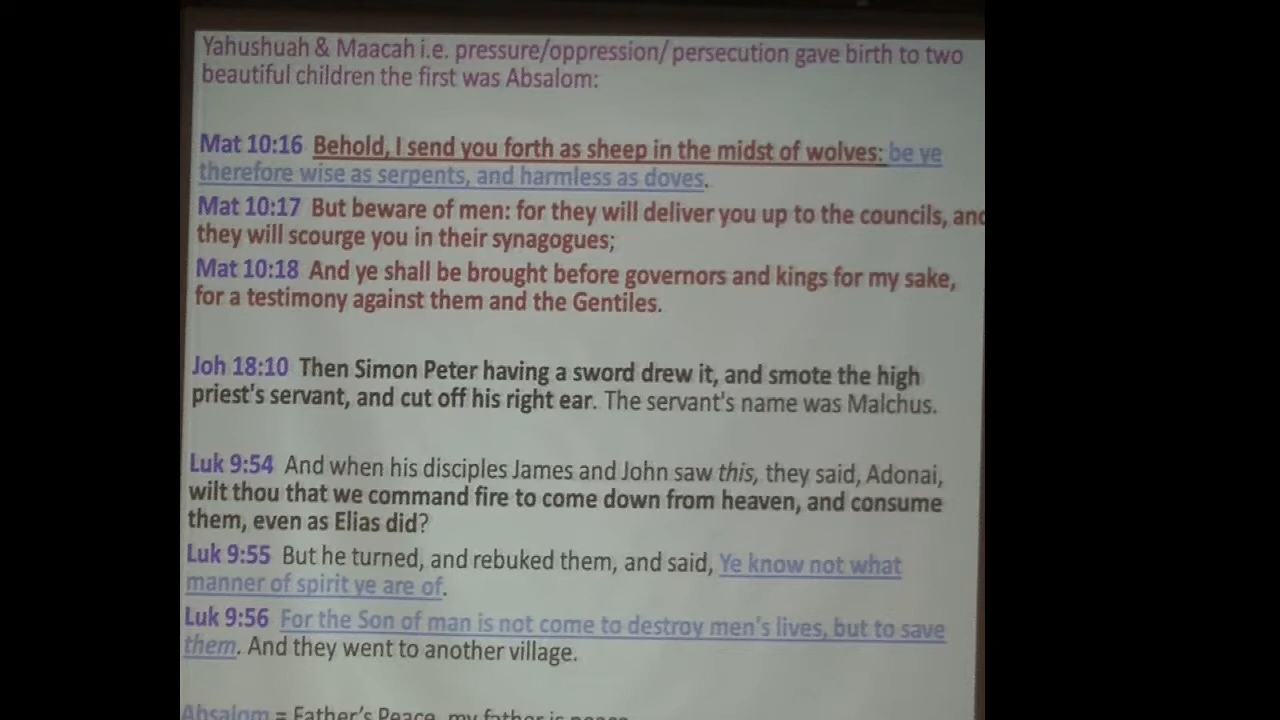 Yahushuah & Maacah i.e. pressure/oppression/ persecution gave birth to two
beautiful children the first was Absalom:
Mat 10:16 Behold, I send you forth as sheep in the midst of wolves: be ye
therefore wise as serpents, and harmless as doves.
Mat 10:17 But beware of men: for they will deliver you up to the councils, and
they will scourge you in their synagogues;
Mat 10:18 And ye shall be brought before governors and kings for my sake,
for a testimony against them and the Gentiles.
Joh 18:10 Then Simon Peter having a sword drew it, and smote the high
priest's servant, and cut off his right ear. The servant's name was Malchus.
Luk 9:54 And when his disciples James and John saw this, they said, Adonai,
wilt thou that we command fire to come down from heaven, and consume
them, even as Elias did?
Luk 9:55 But he turned, and rebuked them, and said, Ye know not what
manner of spirit ye are of.
Luk 9:56 For the Son of man is not come to destroy men's lives, but to save
them. And they went to another village.
Absalom = Father's Peace, my father is peace